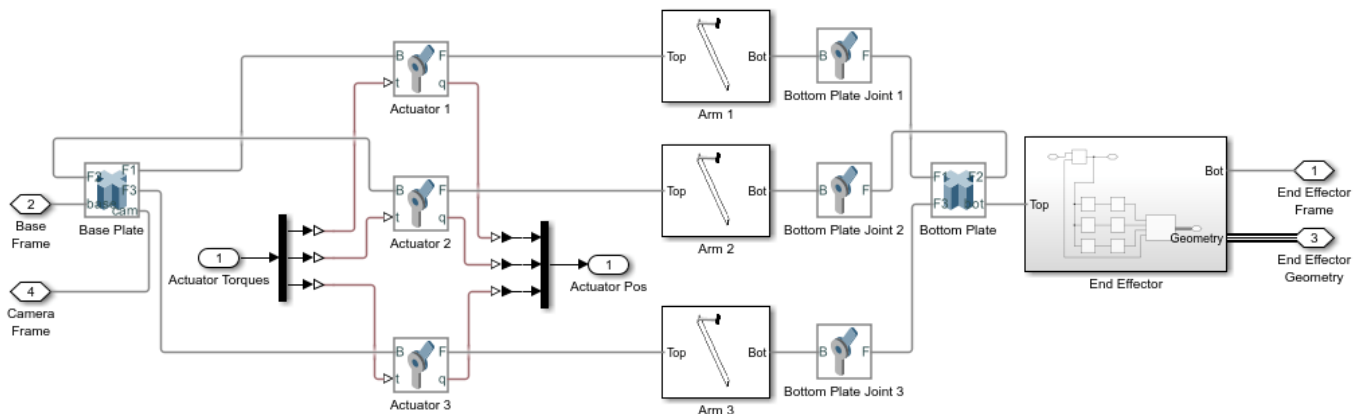 B F
t q
Actuator 1
Top Bot
Arm 1
B F
Bottom Plate Joint 1
F2 F1
F3
base cam
Base Plate
2
Base
Frame
4
Camera
Frame
B F
t q
Actuator 2
Top Bot
Arm 2
B F
Bottom Plate Joint 2
F1 F2
F3 bot
Bottom Plate
Top
Bot
Geometry
End Effector
1
End Effector
Frame
3
End Effector
Geometry
1
Actuator Torques
1
Actuator Pos
B F
t q
Actuator 3
Top Bot
Arm 3
B F
Bottom Plate Joint 3